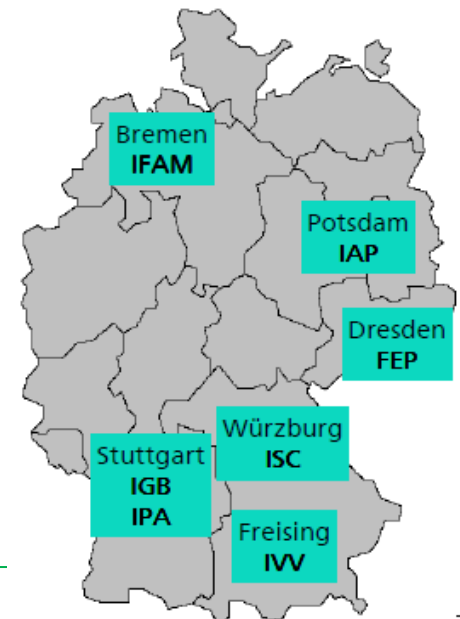 Bremen
IFAM
Potsdam
IAP
Dresden
FEP
Würzburg
ISC
Stuttgart
IGB
IPA
Freising
IVV